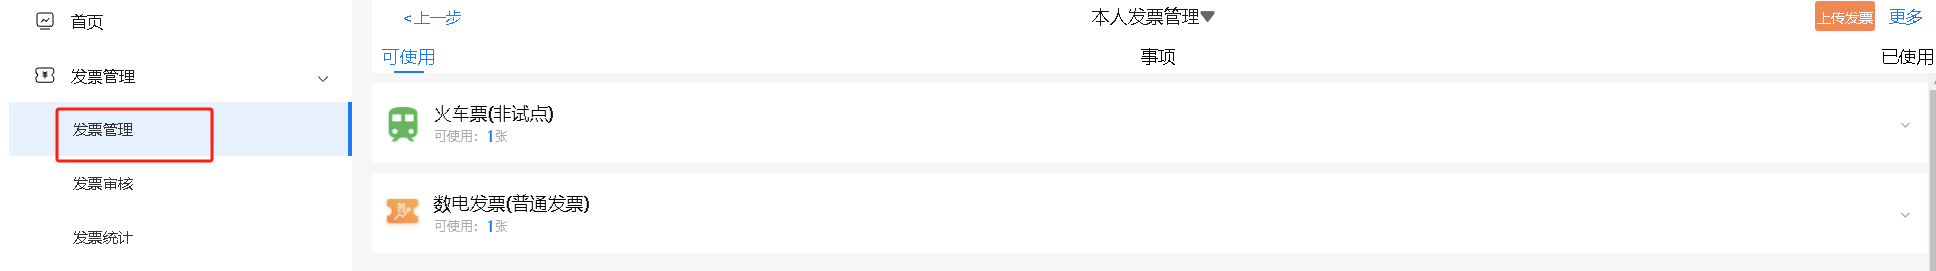 首页
发票管理
发票管理
发票审核
发票统计
<上一步
本人发票管理
上传发票
更多
可使用
事项
已使用
火车票(非试点)
可使用：1张
数电发票(普通发票)
可使用：1张